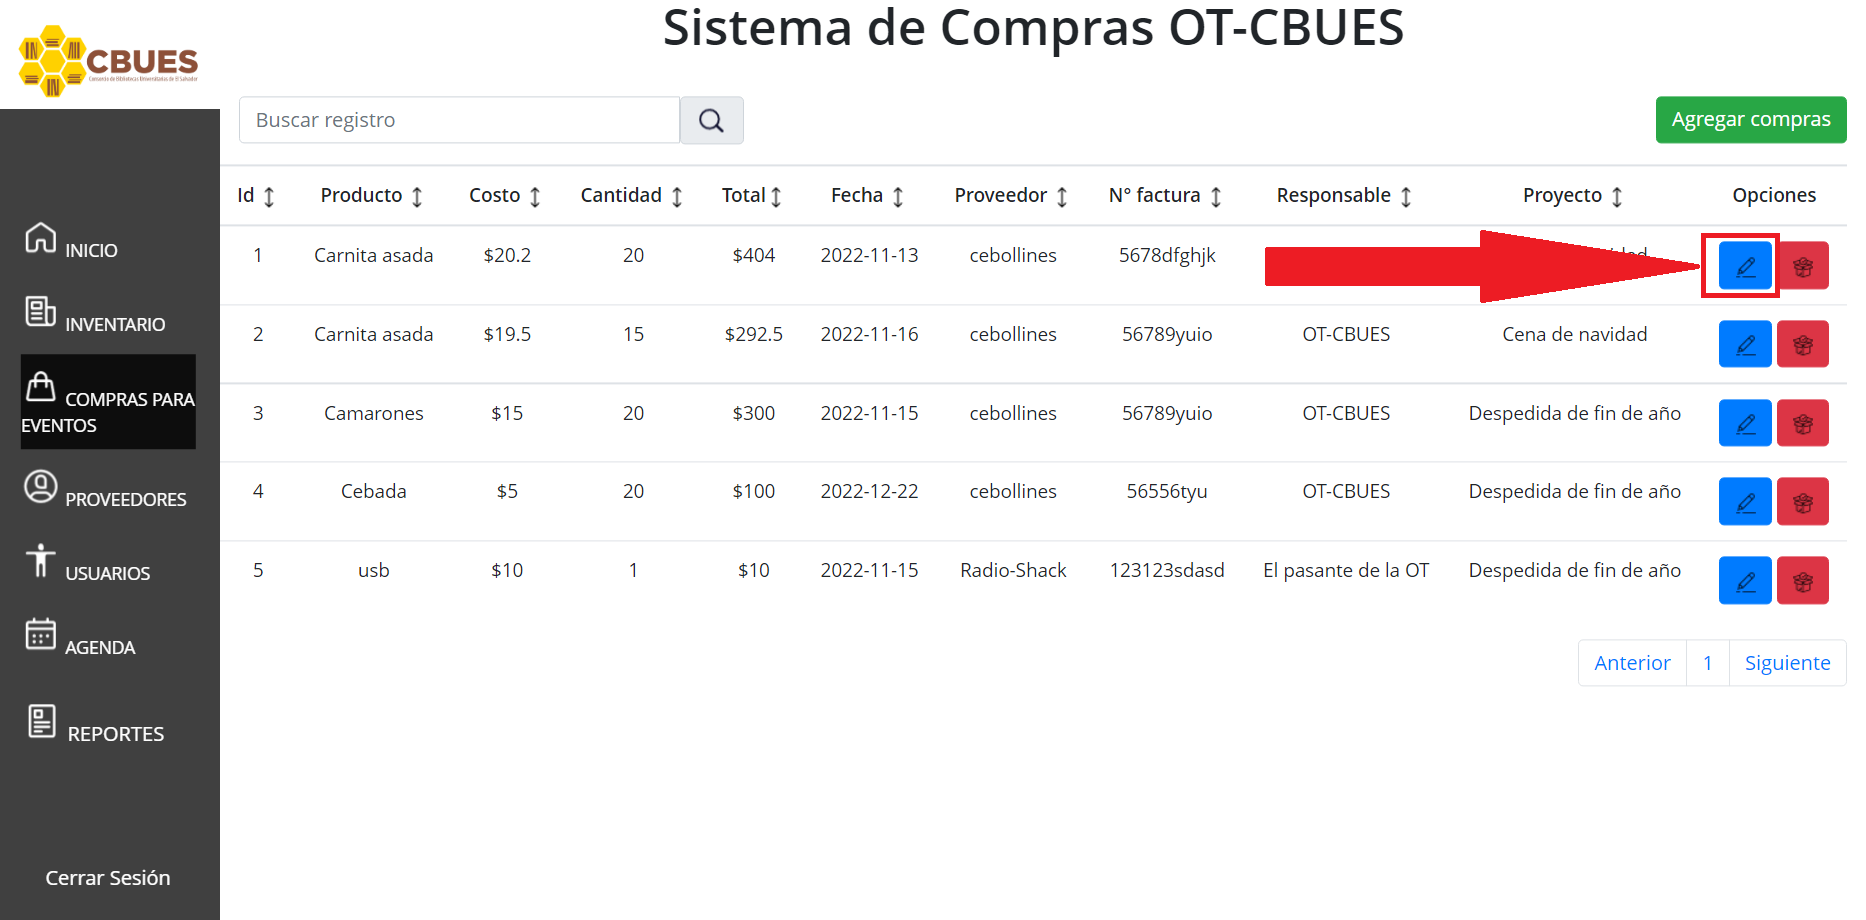 Sistema de Compras OT-CBUES
CBUES
Consorcio de Bibliotecas Universitarias de El Salvador
Buscar registro
Agregar compras
Id Producto Costo Cantidad Total Fecha Proveedor N° factura Responsable Proyecto Opciones
1 Carnita asada $20.2 20 $404 2022-11-13 cebollines 5678dfghjk
2 Carnita asada $19.5 15 $292.5 2022-11-16 cebollines 56789yuio OT-CBUES Cena de navidad
3 Camarones $15 20 $300 2022-11-15 cebollines 56789yuio OT-CBUES Despedida de fin de año
4 Cebada $5 20 $100 2022-12-22 cebollines 56556tyu OT-CBUES Despedida de fin de año
5 usb $10 1 $10 2022-11-15 Radio-Shack 123123sdasd El pasante de la OT Despedida de fin de año
Anterior 1 Siguiente
INICIO
INVENTARIO
COMPRAS PARA
EVENTOS
PROVEEDORES
USUARIOS
AGENDA
REPORTES
Cerrar Sesión